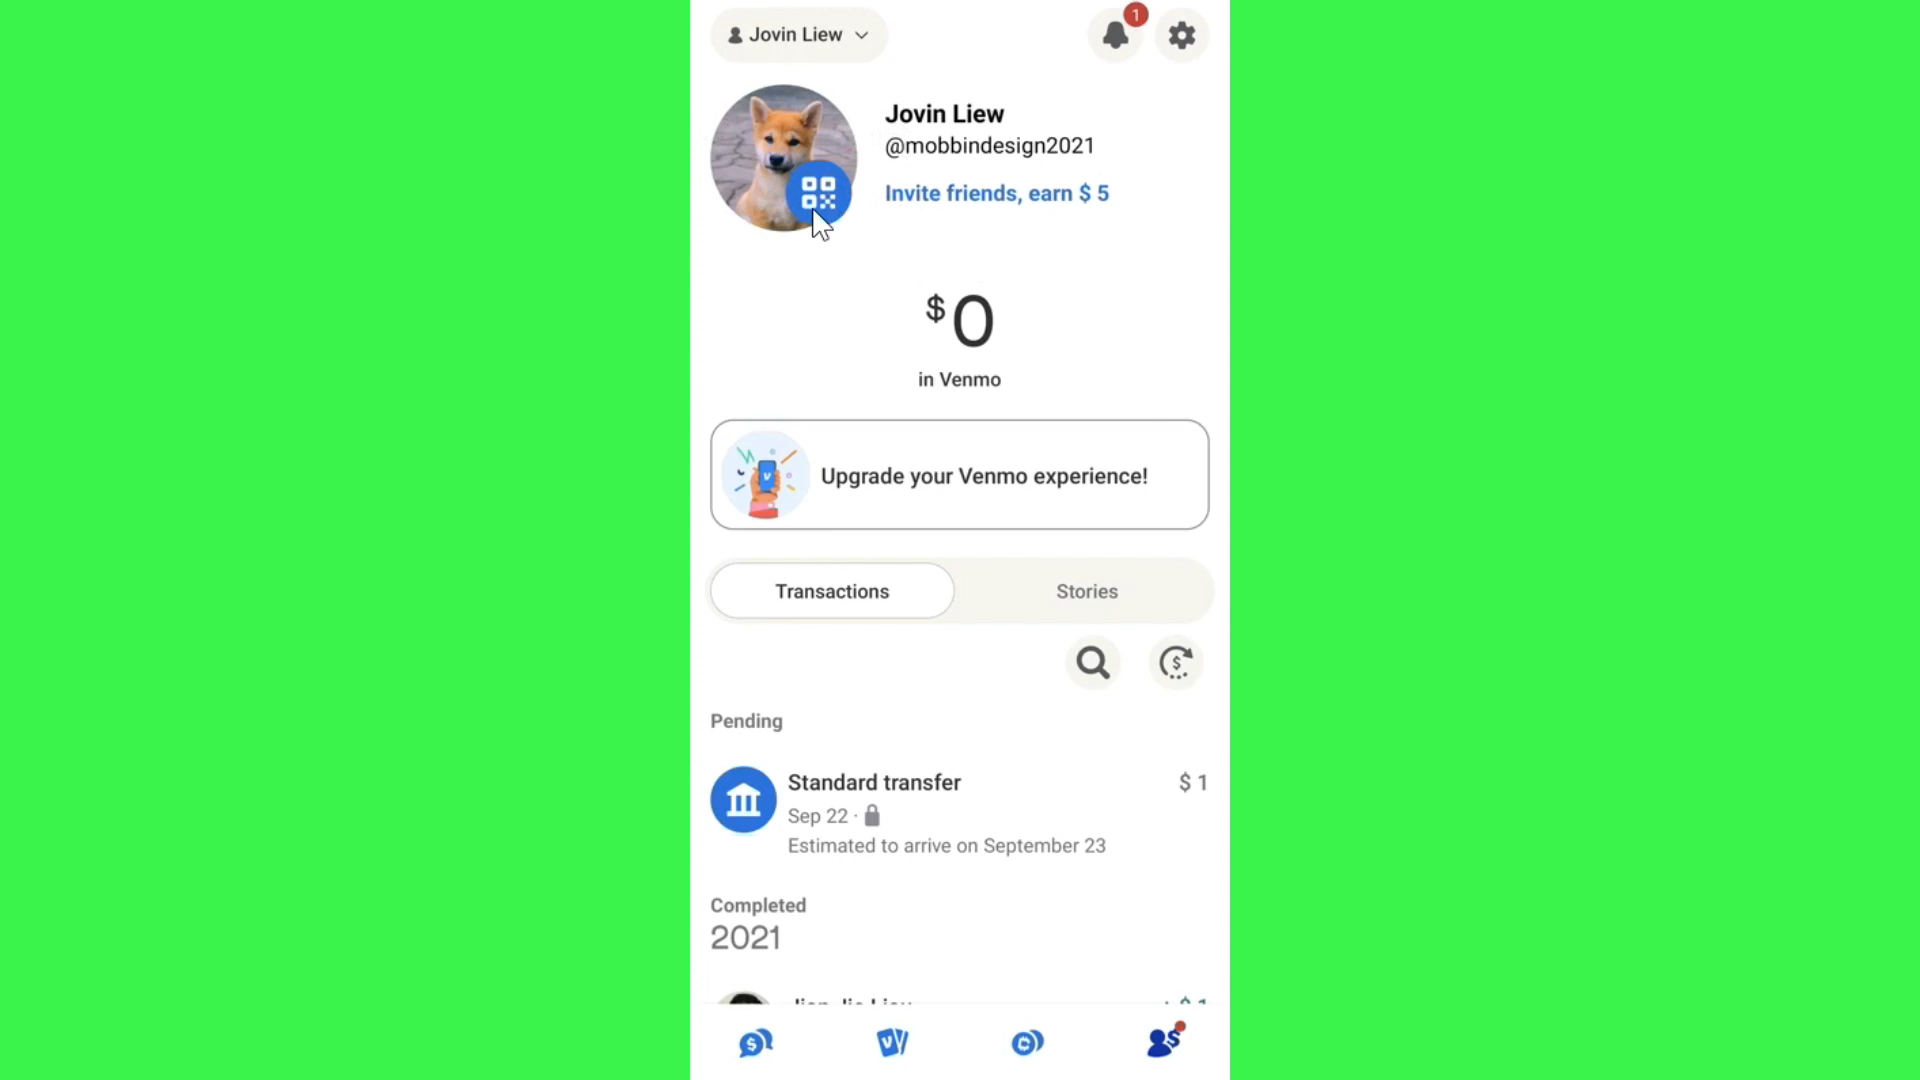 Jovin Liew
1
Jovin Liew
@mobbindesign2021
Invite friends, earn $ 5
$0
in Venmo
Upgrade your Venmo experience!
Transactions
Stories
Pending
Standard transfer
$ 1
Sep 22 ·
Estimated to arrive on September 23
Completed
2021